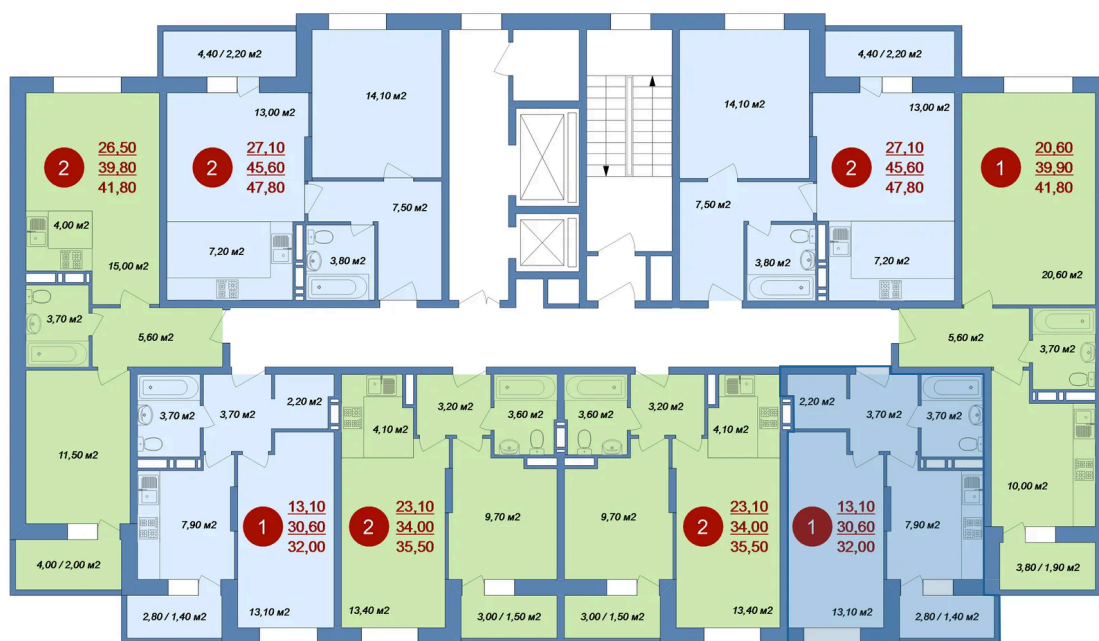 4,40 / 2,20 м2
14,10 м2
14,10 м2
4,40 / 2,20 м2
13,00 м2
13,00 м2
2
26,50
39,80
41,80
2
27,10
45,60
47,80
2
27,10
45,60
47,80
1
20,60
39,90
41,80
4,00 м2
7,50 м2
7,50 м2
7,20 м2
3,80 м2
3,80 м2
7,20 м2
15,00 м2
20,60 м2
3,70 м2
5,60 м2
5,60 м2
3,70 м2
3,70 м2
3,70 м2
2,20 м2
3,20 м2
3,60 м2
3,60 м2
3,20 м2
2,20 м2
3,70 м2
3,70 м2
4,10 м2
4,10 м2
11,50 м2
10,00 м2
7,90 м2
1
13,10
30,60
32,00
2
23,10
34,00
35,50
9,70 м2
9,70 м2
2
23,10
34,00
35,50
1
13,10
30,60
32,00
7,90 м2
4,00 / 2,00 м2
3,80 / 1,90 м2
2,80 / 1,40 м2
13,10 м2
13,40 м2
3,00 / 1,50 м2
3,00 / 1,50 м2
13,40 м2
13,10 м2
2,80 / 1,40 м2